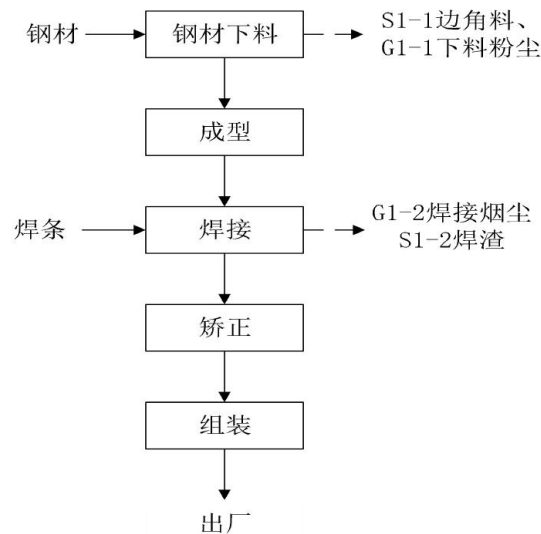 钢材
钢材下料
S1-1边角料、
G1-1下料粉尘
成型
焊条
焊接
G1-2焊接烟尘
S1-2焊渣
矫正
组装
出厂